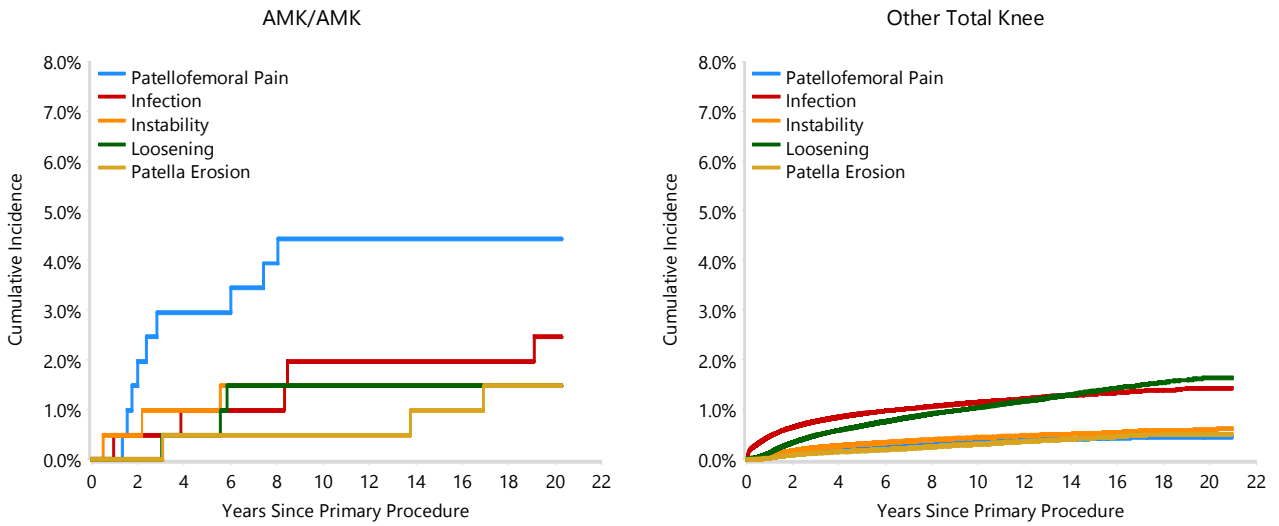 AMK/AMK
8.0%
7.0%
6.0%
5.0%
4.0%
3.0%
2.0%
1.0%
0.0%
Cumulative Incidence
Patellofemoral Pain
Infection
Instability
Loosening
Patella Erosion
0 2 4 6 8 10 12 14 16 18 20 22
Years Since Primary Procedure
Other Total Knee
8.0%
7.0%
6.0%
5.0%
4.0%
3.0%
2.0%
1.0%
0.0%
Cumulative Incidence
Patellofemoral Pain
Infection
Instability
Loosening
Patella Erosion
0 2 4 6 8 10 12 14 16 18 20 22
Years Since Primary Procedure